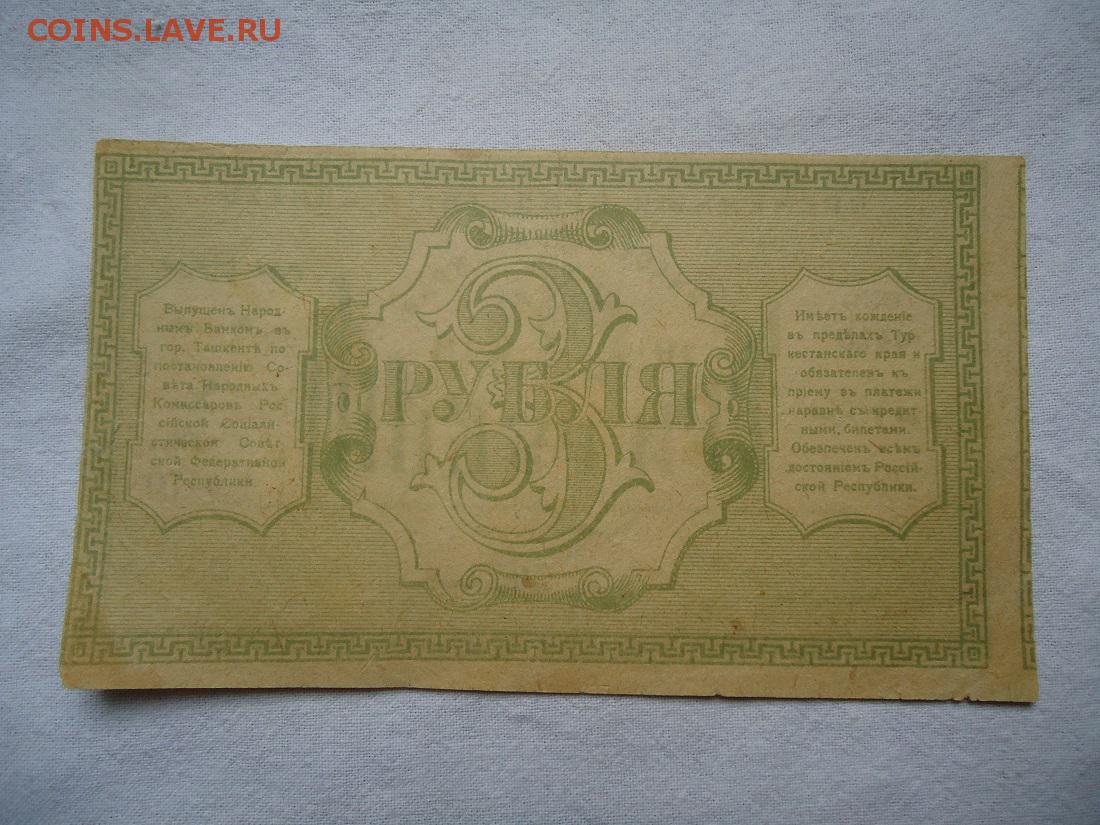 COINS.LAVE.RU
Выпущенъ Народ-
нымъ Банкомъ въ
гор. Ташкентѣ по
постановленію Со-
вѣта Народныхъ
Комиссаровъ Рос
сійской Соціали-
стической Совѣт
ской Федеративной
Республики
3
РУБЛЯ
Имѣетъ хожденіе
въ предѣлахъ Тур
кестанскаго края и
обязателенъ къ
пріему въ платежи
наравнѣ съ кредит
ными, билетами.
Обезпеченъ всѣмъ
достояніемъ Россій-
ской Республики.